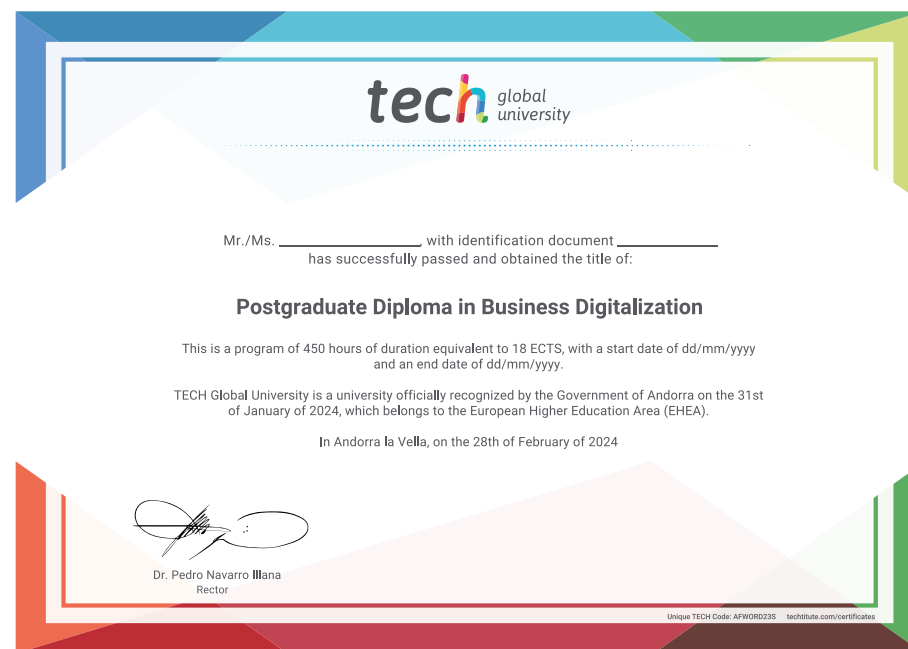 tech global university
Mr./Ms. ____________, with identification document ____________
has successfully passed and obtained the title of:
Postgraduate Diploma in Business Digitalization
This is a program of 450 hours of duration equivalent to 18 ECTS, with a start date of dd/mm/yyyy
and an end date of dd/mm/yyyy.
TECH Global University is a university officially recognized by the Government of Andorra on the 31st
of January of 2024, which belongs to the European Higher Education Area (EHEA).
In Andorra la Vella, on the 28th of February of 2024
Dr. Pedro Navarro Illana
Rector
Unique TECH Code: AFWORD23S techtitute.com/certificates